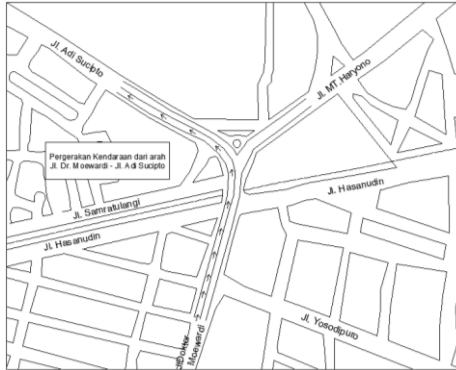 Jl. Adi Sucipto
Jl. MT. Haryono
Pergerakan Kendaraan dari arah
Jl. Dr. Moewardi - Jl. Adi Sucipto
Jl. Hasanudin
Jl. Samratulangi
Jl. Hasanudin
Jl. Yosodipuro
Moewardi